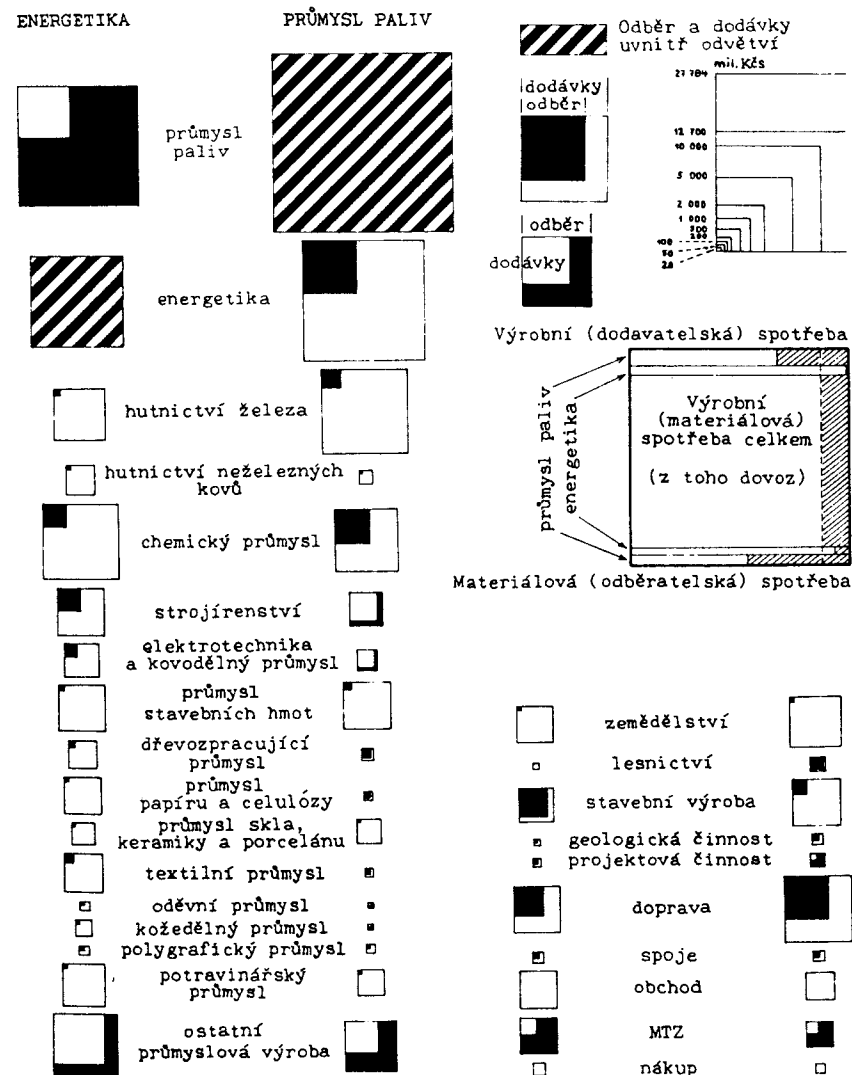 ENERGETIKA
PRŮMYSL PALIV
průmysl
paliv
energetika
hutnictví železa
hutnictví neželezných
kovů
chemický průmysl
strojírenství
elektrotechnika
a kovodělný průmysl
průmysl
stavebních hmot
dřevozpracující
průmysl
průmysl
papíru a celulózy
průmysl skla,
keramiky a porcelánu
textilní průmysl
oděvní průmysl
kožedělný průmysl
polygrafický průmysl
potravinářský
průmysl
ostatní
průmyslová výroba
Odběr a dodávky
uvnitř odvětví
mil. Kčs
27 784
12 700
10 000
5 000
2 000
1 000
500
200
100
50
20
dodávky
odběr
odběr
dodávky
Výrobní (dodavatelská) spotřeba
průmysl paliv
energetika
Výrobní
(materiálová)
spotřeba celkem
(z toho dovoz)
Materiálová (odběratelská) spotřeba
zemědělství
lesnictví
stavební výroba
geologická činnost
projektová činnost
doprava
spoje
obchod
MTZ
nákup